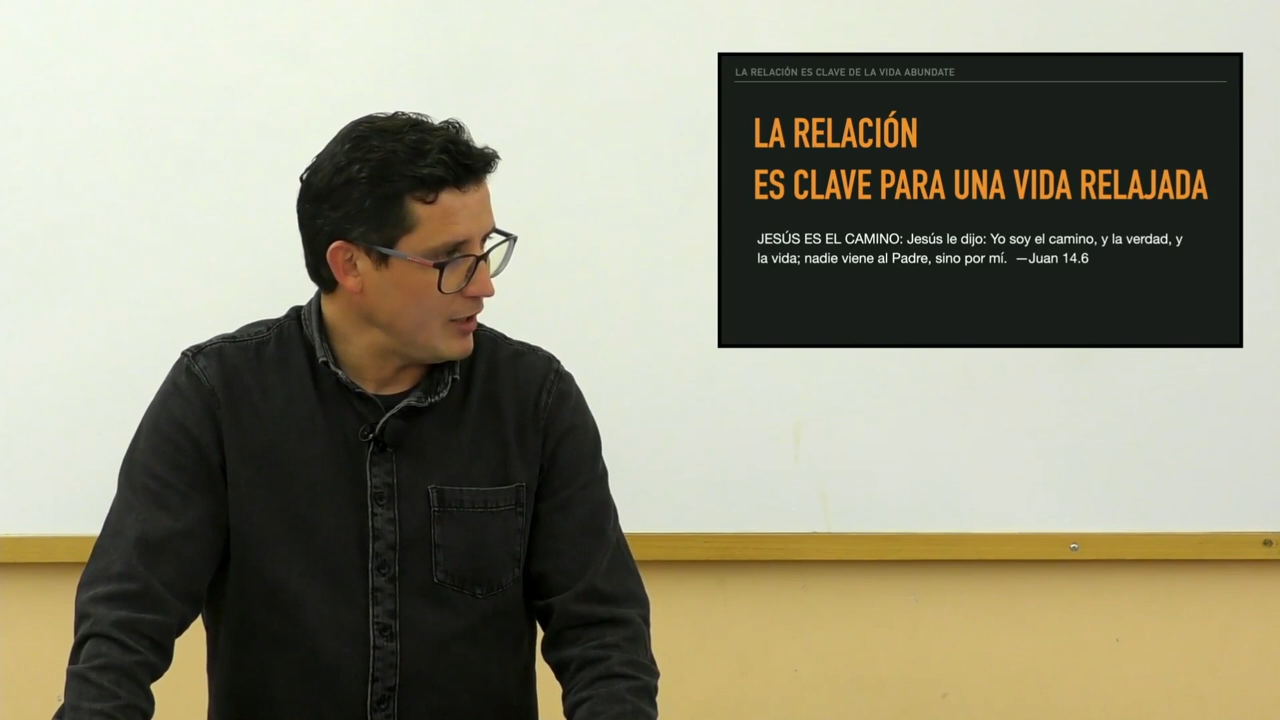 LA RELACIÓN ES CLAVE DE LA VIDA ABUNDATE
LA RELACIÓN
ES CLAVE PARA UNA VIDA RELAJADA
JESÚS ES EL CAMINO: Jesús le dijo: Yo soy el camino, y la verdad, y
la vida; nadie viene al Padre, sino por mí. —Juan 14.6